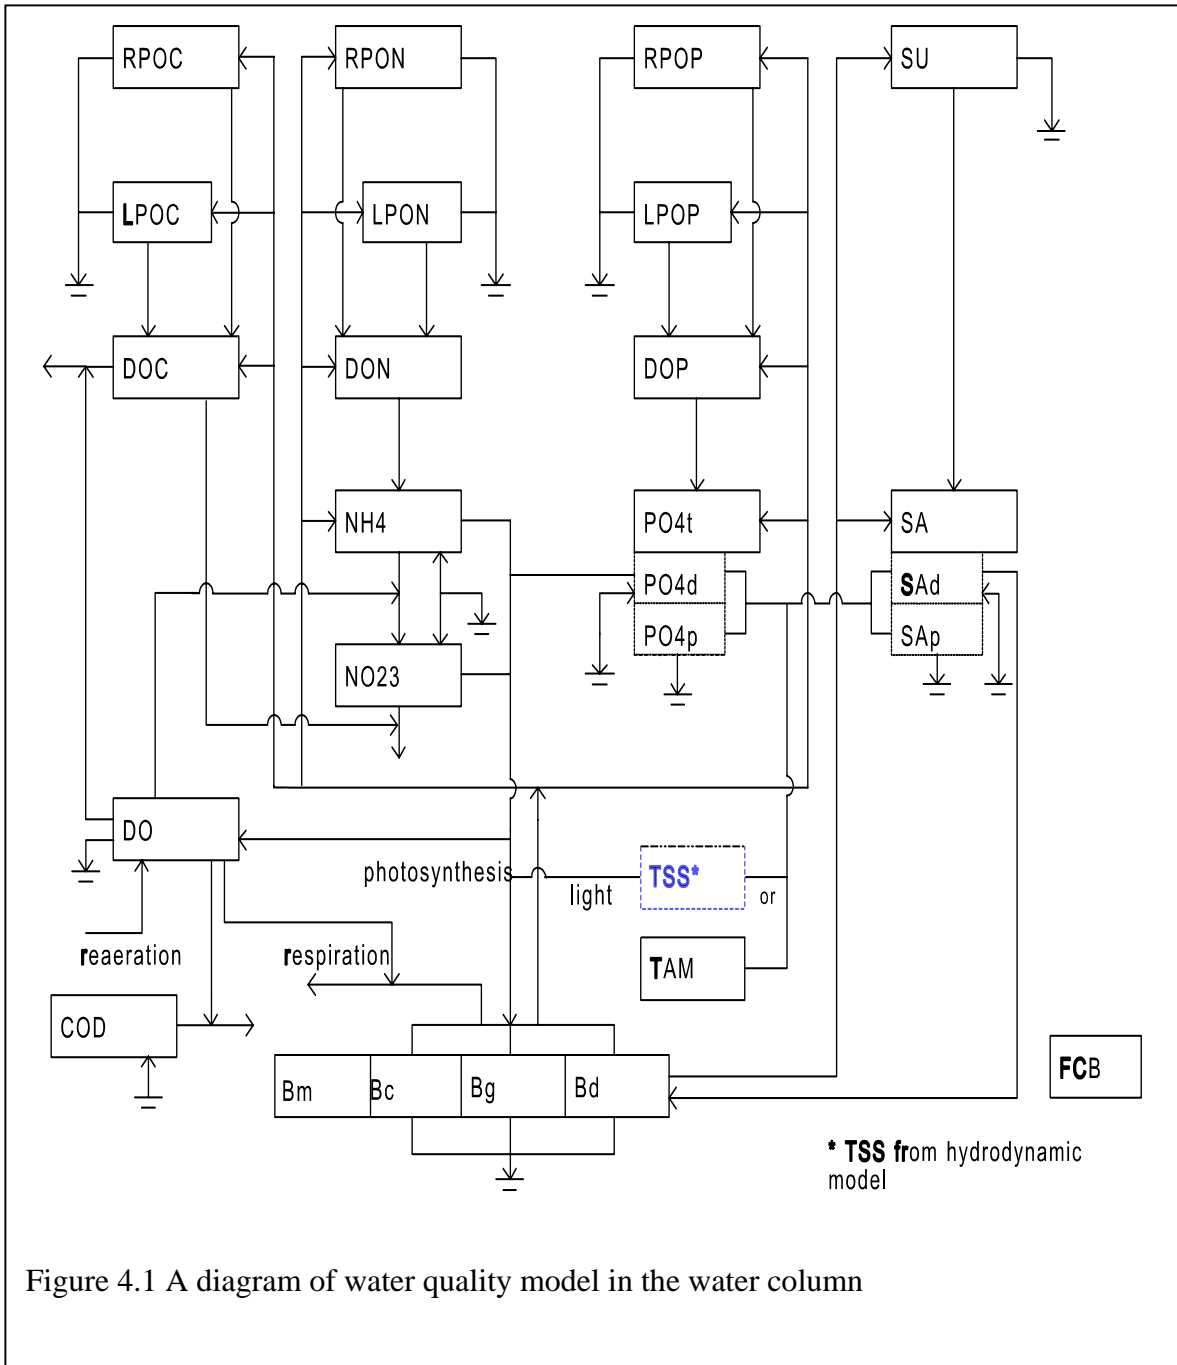 RPOC RPON RPOP SU
LPOC LPON LPOP
DOC DON DOP
NH4 PO4t SA
PO4d SAd
PO4p SAp
NO23
DO
photosynthesis TSS*
light or
reaeration respiration TAM
COD
FCB
Bm Bc Bg Bd
* TSS from hydrodynamic
model
Figure 4.1 A diagram of water quality model in the water column